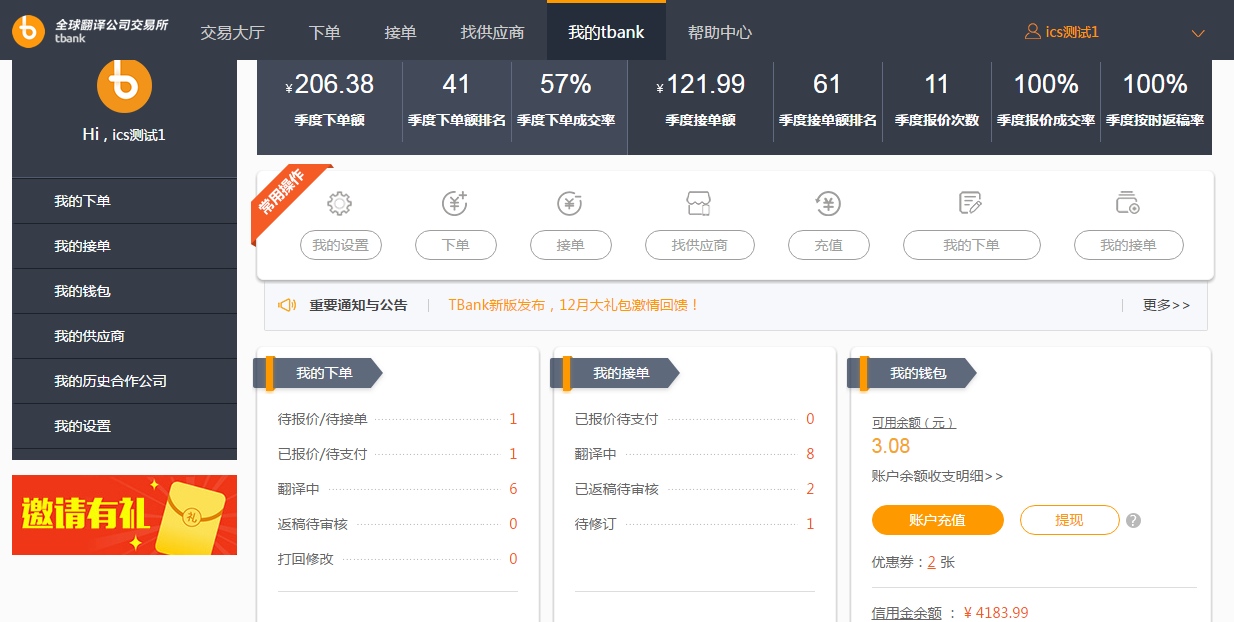 全球翻译公司交易所
tbank
交易大厅 下单 接单 找供应商 我的tbank 帮助中心 ics测试1
Hi，ics测试1
¥206.38 41 57% ¥121.99 61 11 100% 100%
季度下单额 季度下单额排名 季度下单成交率 季度接单额 季度接单额排名 季度报价次数 季度报价成交率 季度按时返稿率
我的下单
我的接单
我的钱包
我的供应商
我的历史合作公司
我的设置
邀请有礼
礼
常用操作
我的设置 下单 接单 找供应商 充值 我的下单 我的接单
重要通知与公告 TBank新版发布，12月大礼包激情回馈！ 更多>>
我的下单
待报价/待接单 1
已报价/待支付 1
翻译中 6
返稿待审核 0
打回修改 0
我的接单
已报价待支付 0
翻译中 8
已返稿待审核 2
待修订 1
我的钱包
可用余额（元）
3.08
账户余额收支明细>>
账户充值 提现 ?
优惠券：2 张
信用金余额 ：¥ 4183.99